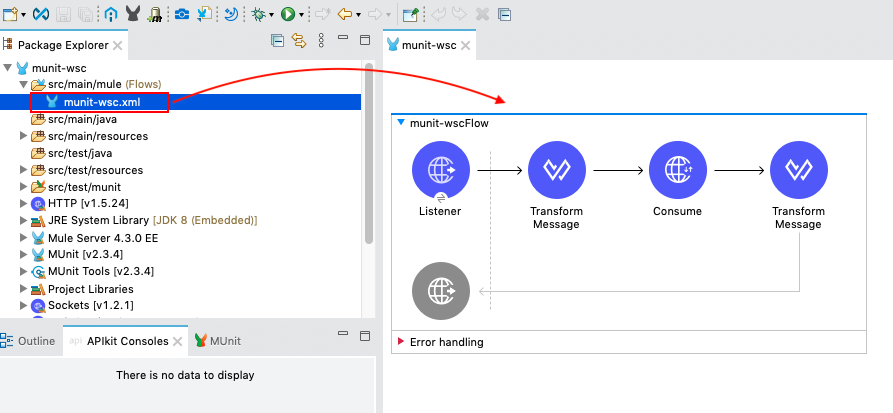 Package Explorer
munit-wsc
munit-wsc
src/main/mule (Flows)
munit-wsc.xml
src/main/java
src/main/resources
src/test/java
src/test/resources
src/test/munit
HTTP [v1.5.24]
JRE System Library [JDK 8 (Embedded)]
Mule Server 4.3.0 EE
MUnit [v2.3.4]
MUnit Tools [v2.3.4]
Project Libraries
Sockets [v1.2.1]
munit-wscFlow
Listener
Transform
Message
Consume
Transform
Message
Error handling
Outline
api
APIkit Consoles
MUnit
There is no data to display